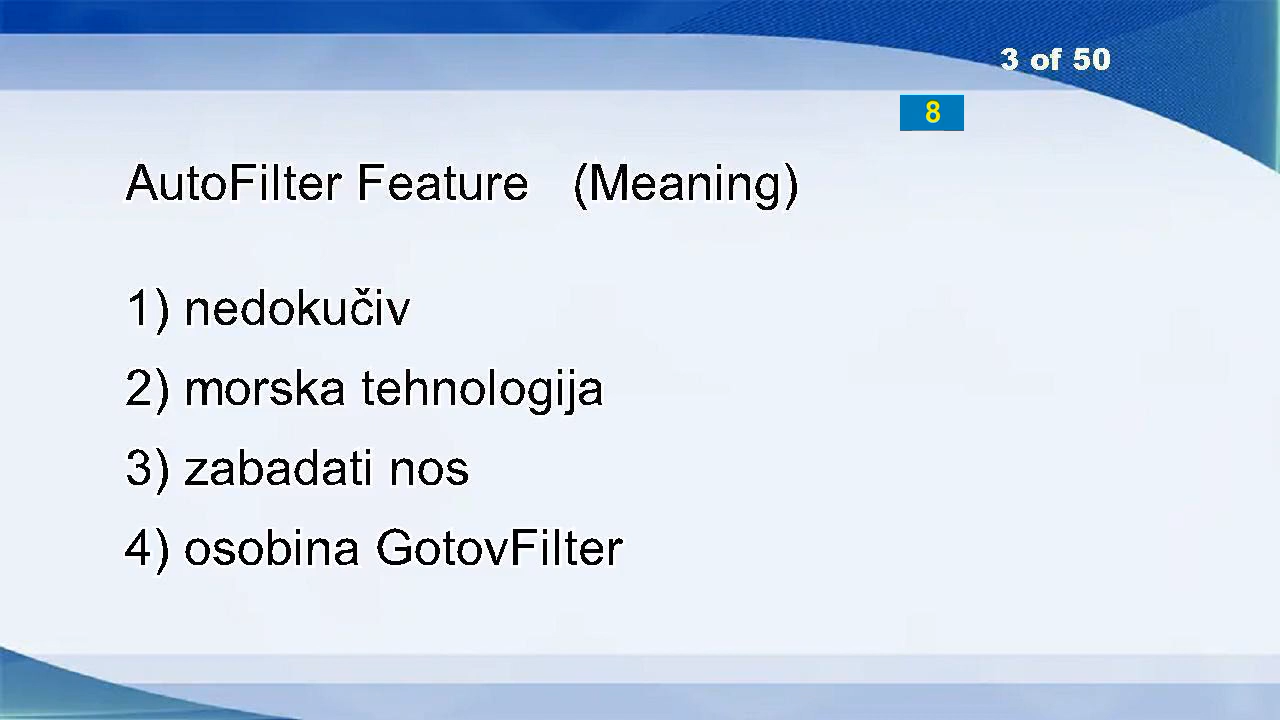 3 of 50
8
AutoFilter Feature (Meaning)
1) nedokučiv
2) morska tehnologija
3) zabadati nos
4) osobina GotovFilter